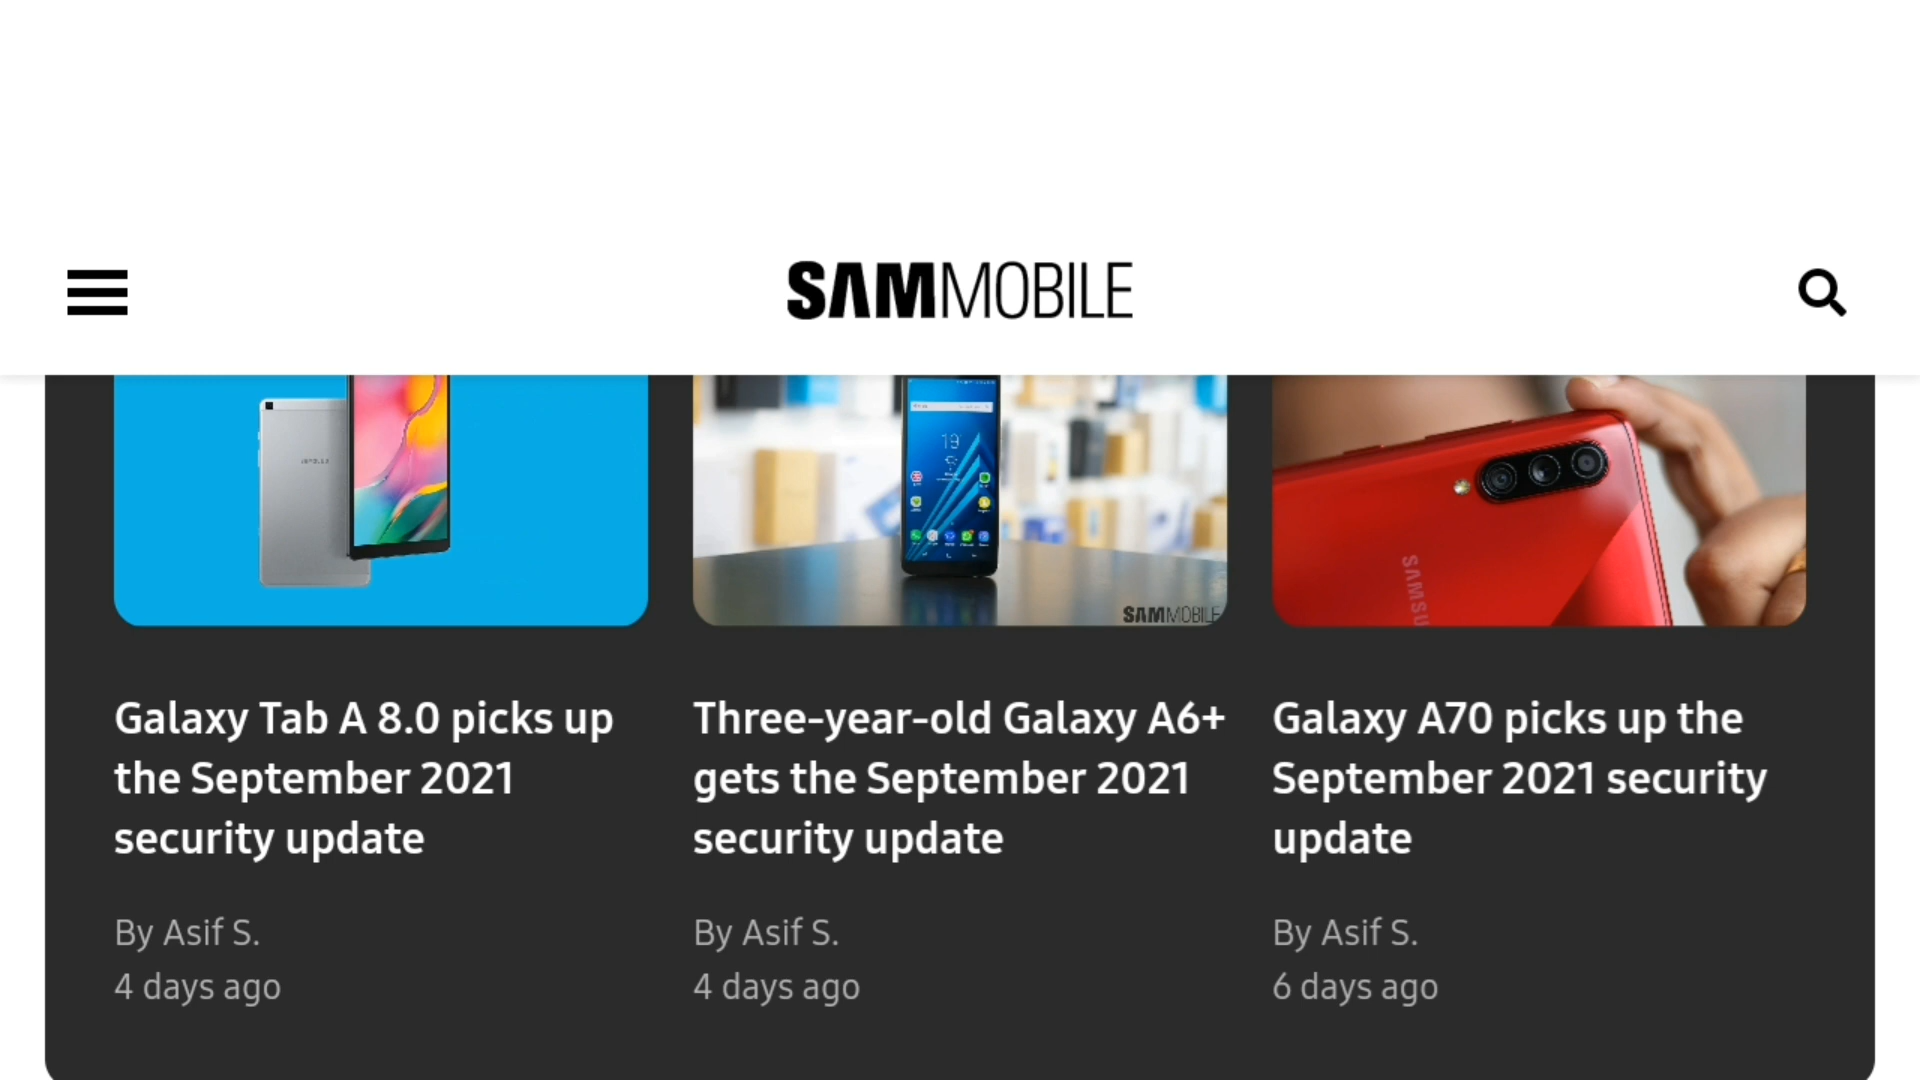 SAMMOBILE
SAMMOBILE
SAMSU
Galaxy Tab A 8.0 picks up
the September 2021
security update
By Asif S.
4 days ago
Three-year-old Galaxy A6+
gets the September 2021
security update
By Asif S.
4 days ago
Galaxy A70 picks up the
September 2021 security
update
By Asif S.
6 days ago